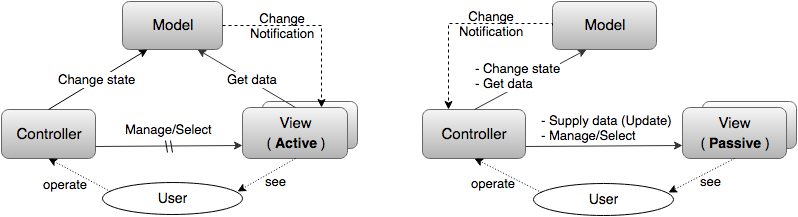 Model
Change
Notification
Change state
Get data
Controller
Manage/Select
View
( Active )
operate
see
User
Change
Notification
Model
- Change state
- Get data
Controller
- Supply data (Update)
- Manage/Select
View
( Passive )
operate
see
User